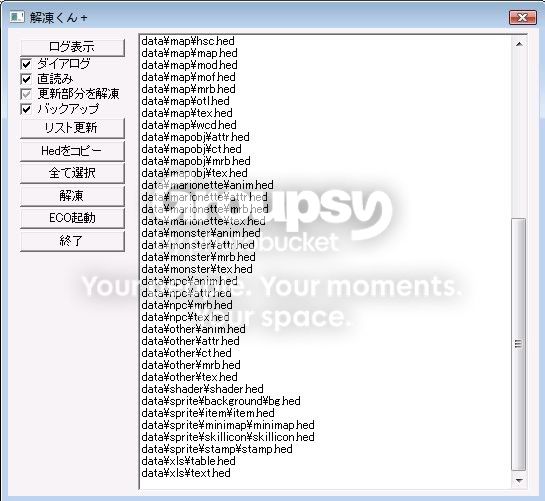 解凍くん+
ログ表示
ダイアログ
直読み
更新部分を解凍
バックアップ
リスト更新
Hedをコピー
全て選択
解凍
ECO起動
終了
data¥map¥hsc.hed
data¥map¥map.hed
data¥map¥mod.hed
data¥map¥mof.hed
data¥map¥mrb.hed
data¥map¥otl.hed
data¥map¥tex.hed
data¥map¥wcd.hed
data¥mapobj¥attr.hed
data¥mapobj¥ct.hed
data¥mapobj¥mrb.hed
data¥mapobj¥tex.hed
data¥marionette¥anim.hed
data¥marionette¥attr.hed
data¥marionette¥mrb.hed
data¥marionette¥tex.hed
data¥monster¥anim.hed
data¥monster¥attr.hed
data¥monster¥mrb.hed
data¥monster¥tex.hed
data¥npc¥anim.hed
data¥npc¥attr.hed
data¥npc¥mrb.hed
data¥npc¥tex.hed
data¥other¥anim.hed
data¥other¥attr.hed
data¥other¥ct.hed
data¥other¥mrb.hed
data¥other¥tex.hed
data¥shader¥shader.hed
data¥sprite¥background¥bg.hed
data¥sprite¥item¥item.hed
data¥sprite¥minimap¥minimap.hed
data¥sprite¥skillicon¥skillicon.hed
data¥sprite¥stamp¥stamp.hed
data¥xls¥table.hed
data¥xls¥text.hed
Your moments.
space.